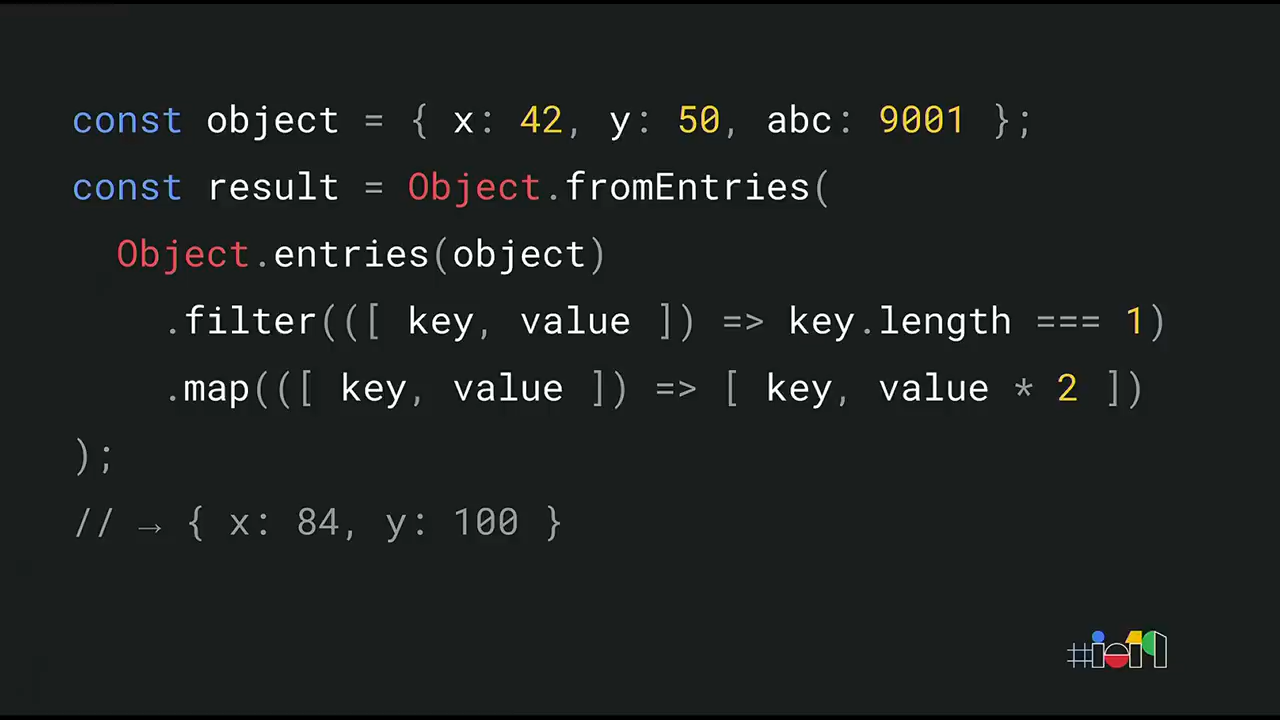 const object = { x: 42, y: 50, abc: 9001 };
const result = Object.fromEntries(
  Object.entries(object)
    .filter(([ key, value ]) => key.length === 1)
    .map(([ key, value ]) => [ key, value * 2 ])
);
// → { x: 84, y: 100 }
#io19